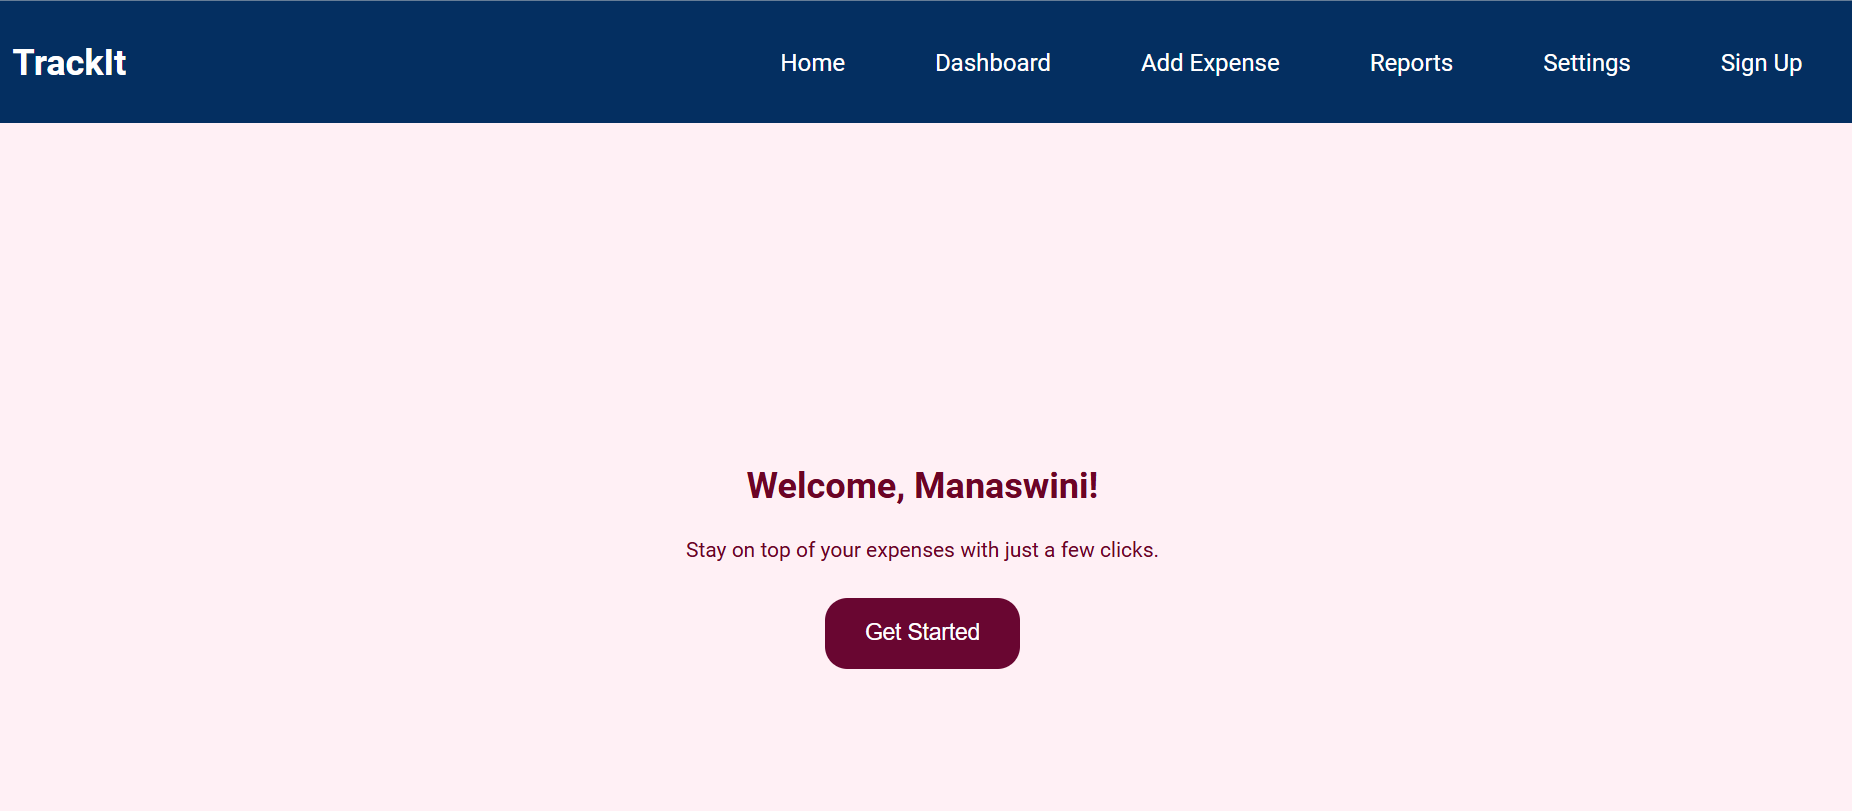 TrackIt
Home Dashboard Add Expense Reports Settings Sign Up
Welcome, Manaswini!
Stay on top of your expenses with just a few clicks.
Get Started